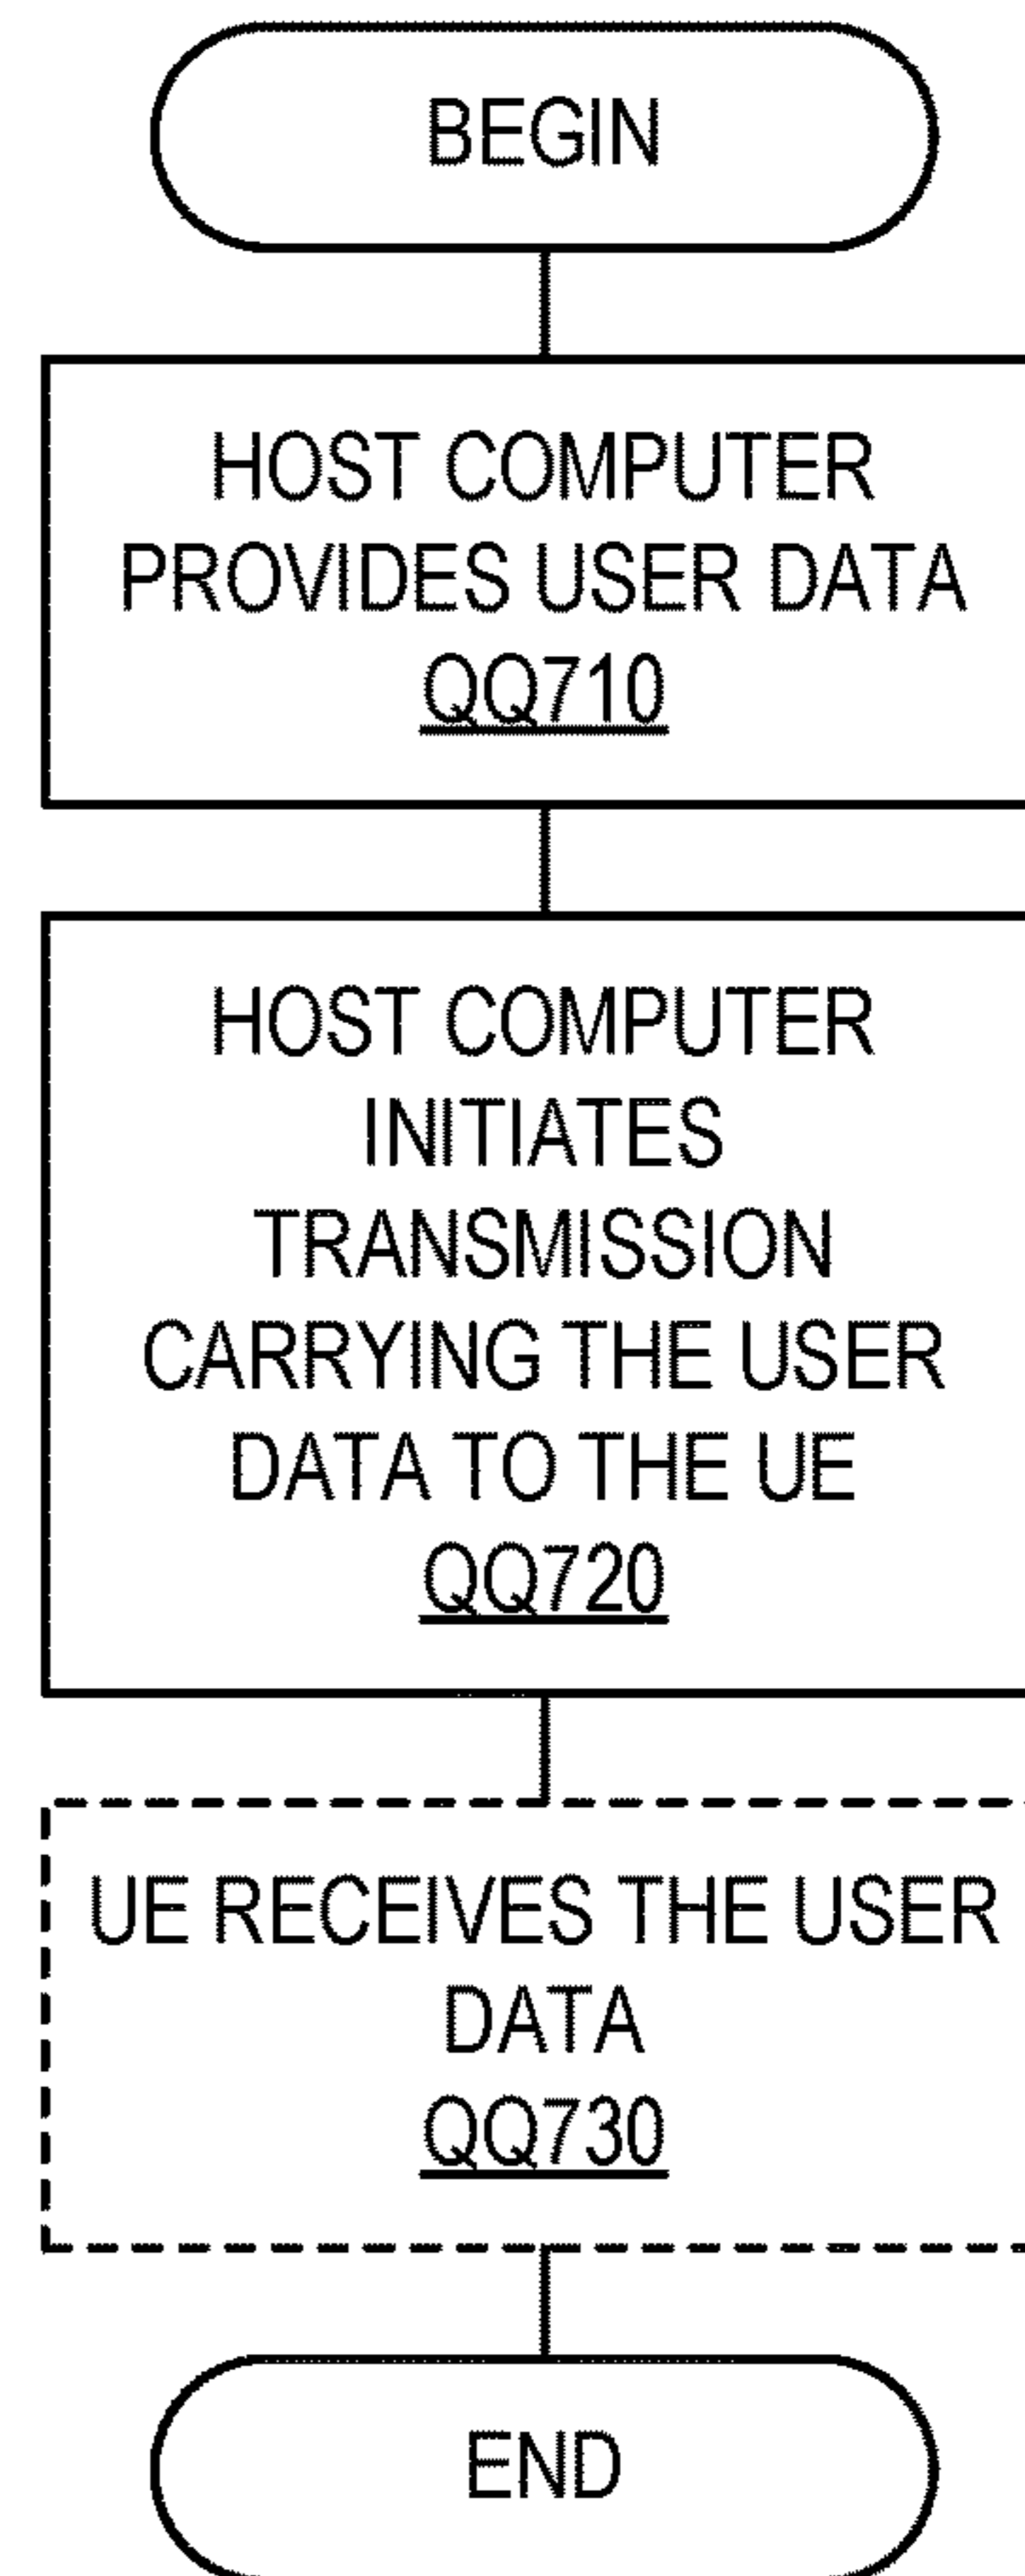 BEGIN
HOST COMPUTER
PROVIDES USER DATA
QQ710
HOST COMPUTER
INITIATES
TRANSMISSION
CARRYING THE USER
DATA TO THE UE
QQ720
UE RECEIVES THE USER
DATA
QQ730
END